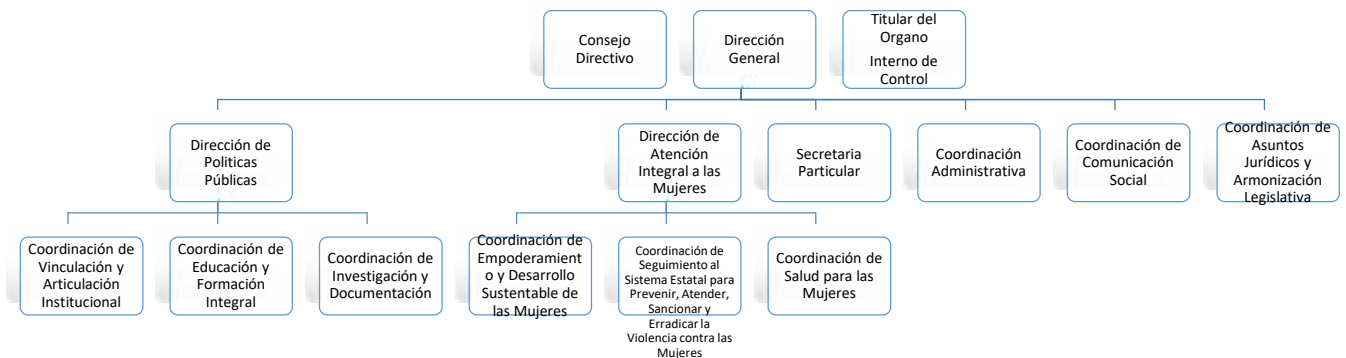 Consejo
Directivo
Dirección
General
Titular del
Organo
Interno de
Control
Dirección de
Politicas
Públicas
Dirección de
Atención
Integral a las
Mujeres
Secretaria
Particular
Coordinación
Administrativa
Coordinación de
Comunicación
Social
Coordinación de
Asuntos
Jurídicos y
Armonización
Legislativa
Coordinación de
Vinculación y
Articulación
Institucional
Coordinación de
Educación y
Formación
Integral
Coordinación de
Investigación y
Documentación
Coordinación de
Empoderamient
o y Desarrollo
Sustentable de
las Mujeres
Coordinación de
Seguimiento al
Sistema Estatal para
Prevenir, Atender,
Sancionar y
Erradicar la
Violencia contra las
Mujeres
Coordinación de
Salud para las
Mujeres